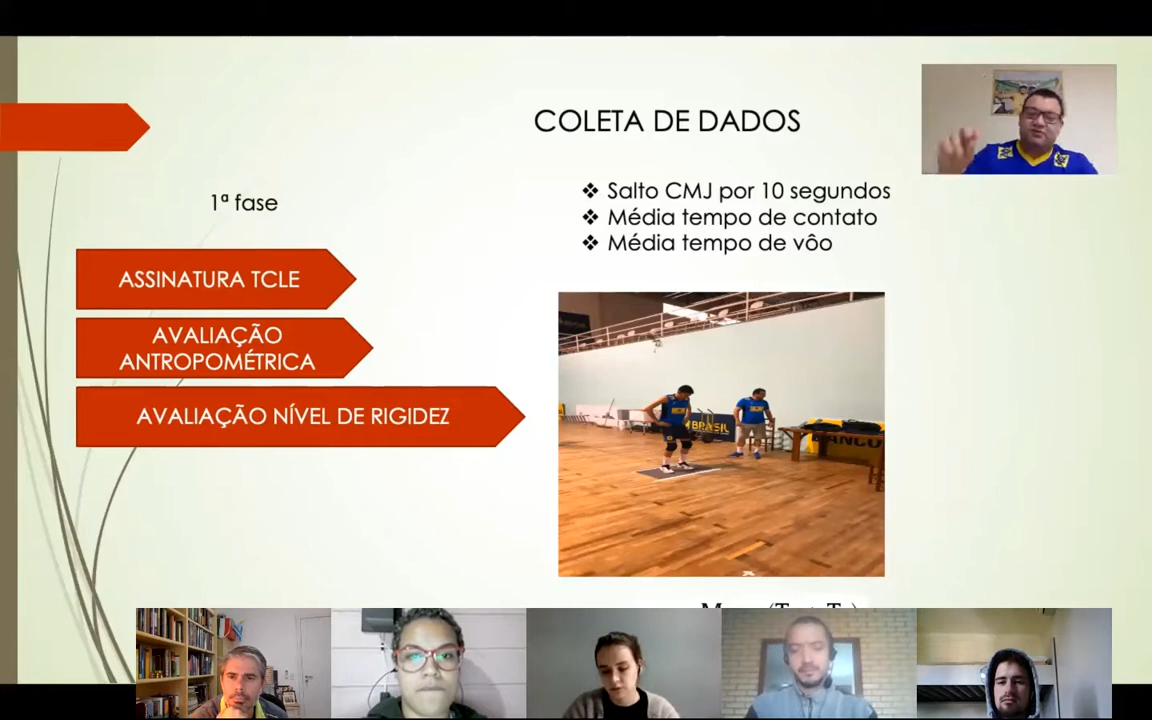 COLETA DE DADOS
1ª fase
❖ Salto CMJ por 10 segundos
❖ Média tempo de contato
❖ Média tempo de vôo
ASSINATURA TCLE
AVALIAÇÃO
ANTROPOMÉTRICA
AVALIAÇÃO NÍVEL DE RIGIDEZ
BRASIL
BANCO